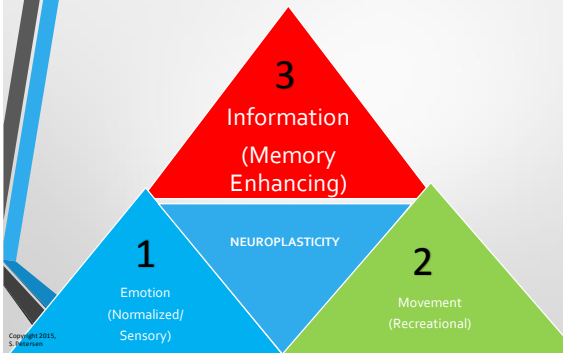 3
Information
(Memory
Enhancing)
NEUROPLASTICITY
1
Emotion
(Normalized/
Sensory)
2
Movement
(Recreational)
Copyright 2015,
S. Petersen